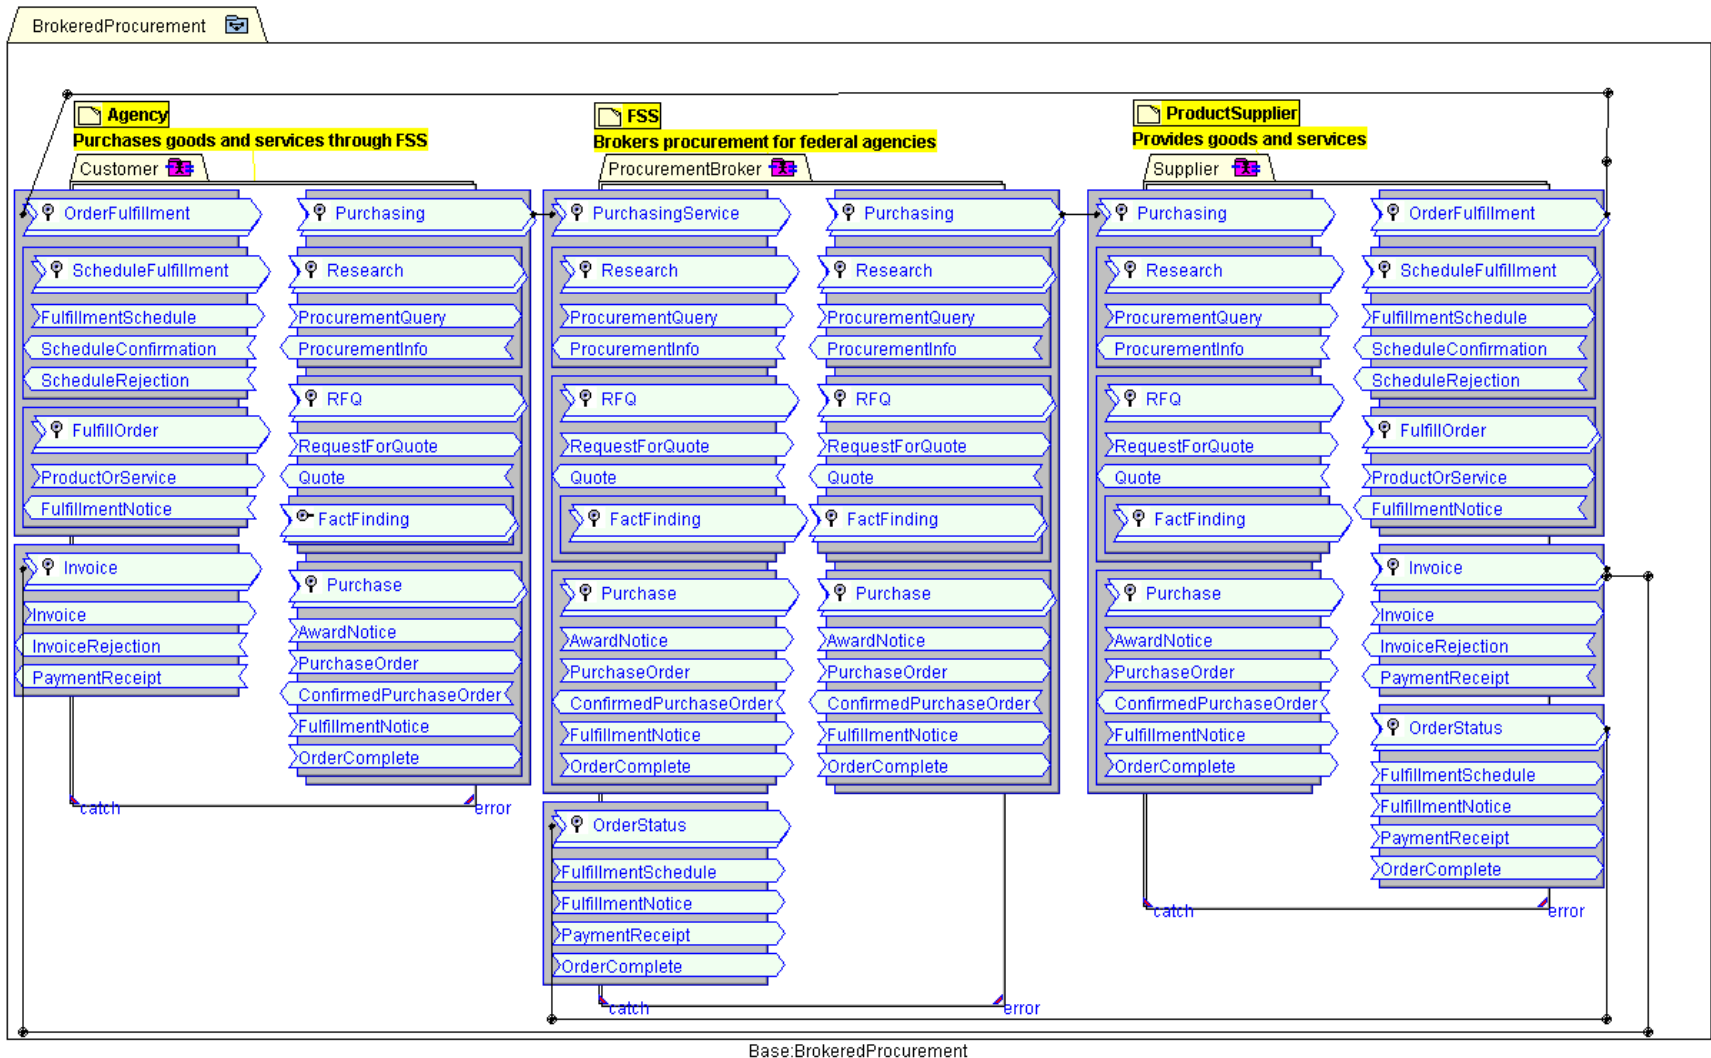 BrokeredProcurement
Agency
Purchases goods and services through FSS
Customer
OrderFulfillment
ScheduleFulfillment
FulfillmentSchedule
ScheduleConfirmation
ScheduleRejection
FulfillOrder
ProductOrService
FulfillmentNotice
Invoice
Invoice
InvoiceRejection
PaymentReceipt
Purchasing
Research
ProcurementQuery
ProcurementInfo
RFQ
RequestForQuote
Quote
FactFinding
Purchase
AwardNotice
PurchaseOrder
ConfirmedPurchaseOrder
FulfillmentNotice
OrderComplete
catch
error
FSS
Brokers procurement for federal agencies
ProcurementBroker
PurchasingService
Research
ProcurementQuery
ProcurementInfo
RFQ
RequestForQuote
Quote
FactFinding
Purchase
AwardNotice
PurchaseOrder
ConfirmedPurchaseOrder
FulfillmentNotice
OrderComplete
OrderStatus
FulfillmentSchedule
FulfillmentNotice
PaymentReceipt
OrderComplete
Purchasing
Research
ProcurementQuery
ProcurementInfo
RFQ
RequestForQuote
Quote
FactFinding
Purchase
AwardNotice
PurchaseOrder
ConfirmedPurchaseOrder
FulfillmentNotice
OrderComplete
catch
error
ProductSupplier
Provides goods and services
Supplier
Purchasing
Research
ProcurementQuery
ProcurementInfo
RFQ
RequestForQuote
Quote
FactFinding
Purchase
AwardNotice
PurchaseOrder
ConfirmedPurchaseOrder
FulfillmentNotice
OrderComplete
OrderFulfillment
ScheduleFulfillment
FulfillmentSchedule
ScheduleConfirmation
ScheduleRejection
FulfillOrder
ProductOrService
FulfillmentNotice
Invoice
Invoice
InvoiceRejection
PaymentReceipt
OrderStatus
FulfillmentSchedule
FulfillmentNotice
PaymentReceipt
OrderComplete
catch
error
Base:BrokeredProcurement